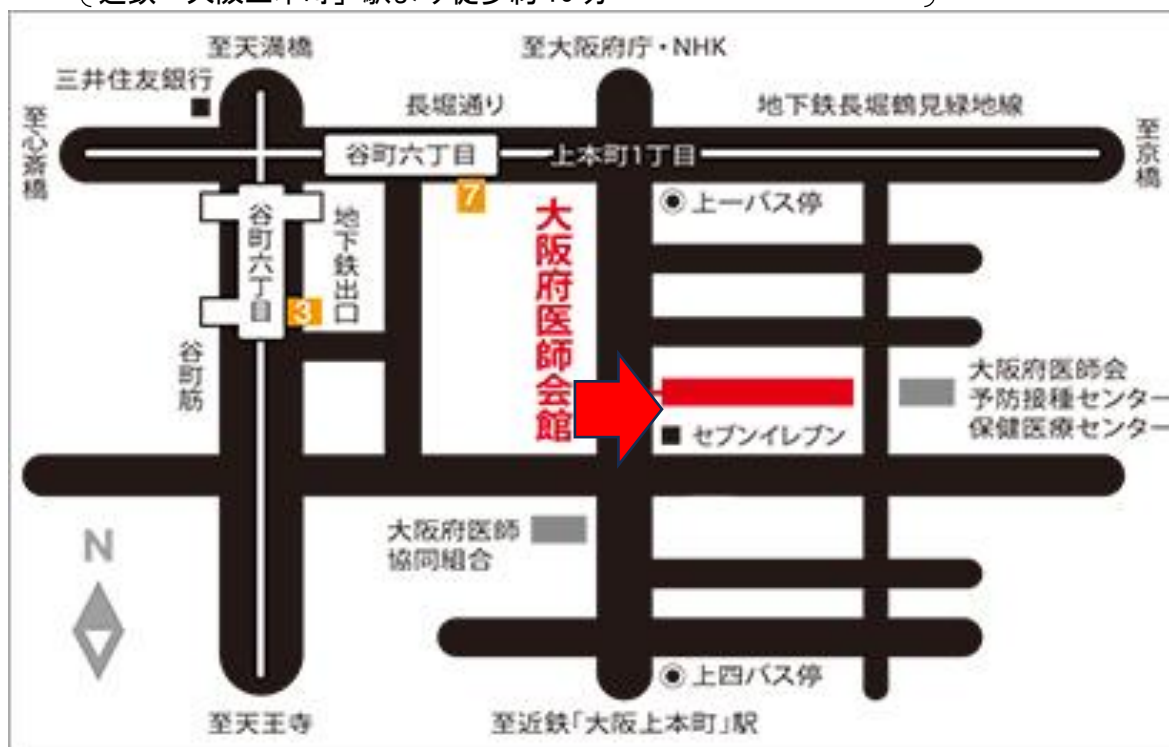 至天満橋
至大阪府庁・NHK
三井住友銀行
長堀通り
地下鉄長堀鶴見緑地線
至心斎橋
至京橋
谷町六丁目
上本町1丁目
7
上一バス停
谷町六丁目
地下鉄出口
3
大阪府医師会館
谷町筋
大阪府医師会
予防接種センター
保健医療センター
セブンイレブン
大阪府医師
協同組合
N
上四バス停
至天王寺
至近鉄「大阪上本町」駅